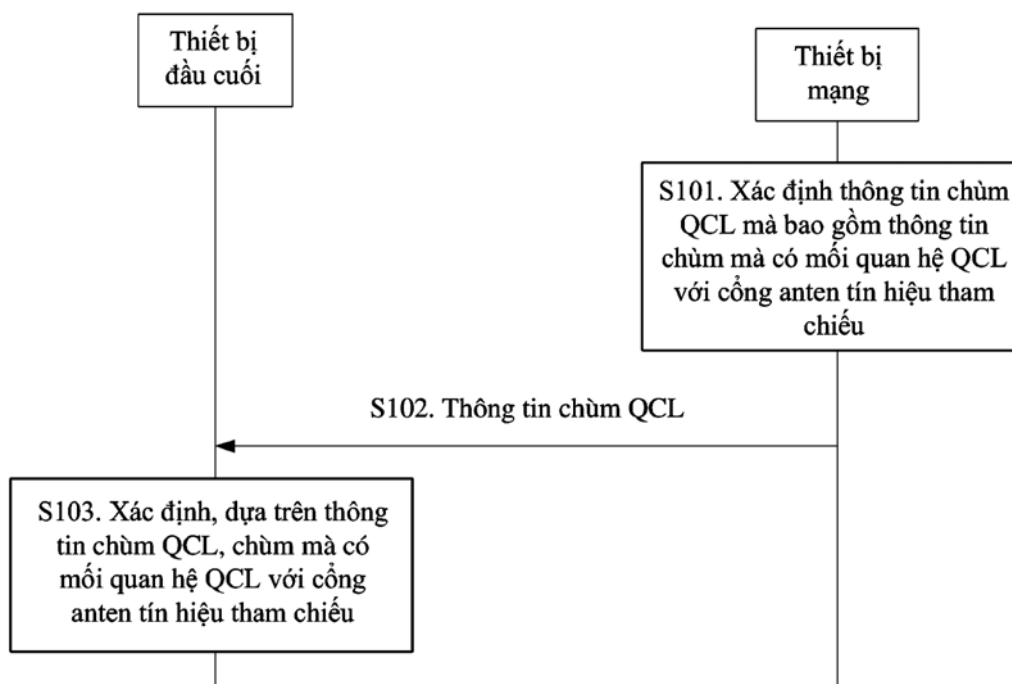 Thiết bị
đầu cuối
Thiết bị
mạng
S101. Xác định thông tin chùm
QCL mà bao gồm thông tin
chùm mà có mối quan hệ QCL
với cổng anten tín hiệu tham
chiếu
S102. Thông tin chùm QCL
S103. Xác định, dựa trên thông
tin chùm QCL, chùm mà có
mối quan hệ QCL với cổng
anten tín hiệu tham chiếu